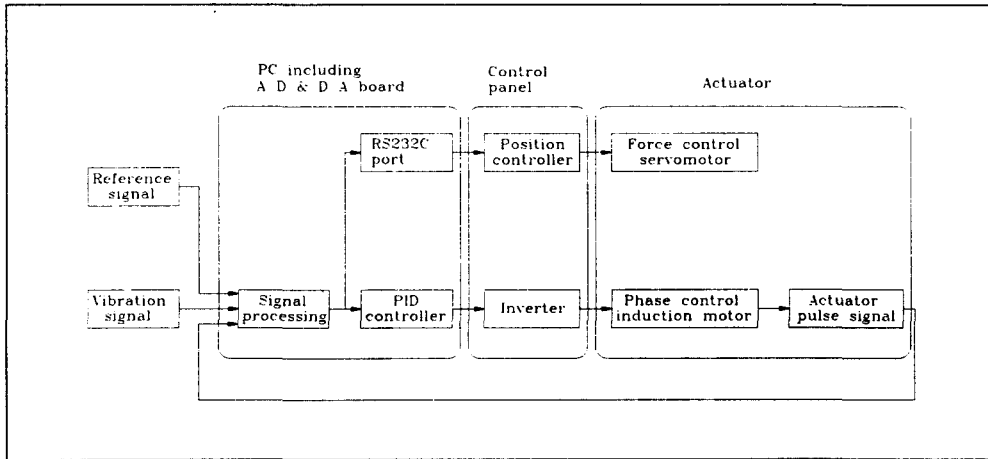 PC including
A D & D A board
Control
panel
Actuator
RS232C
port
Position
controller
Force control
servomotor
Reference
signal
Vibration
signal
Signal
processing
PID
controller
Inverter
Phase control
induction motor
Actuator
pulse signal